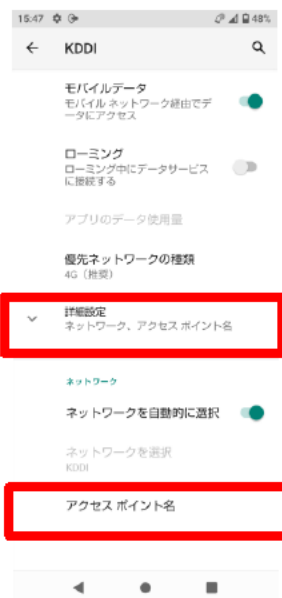 15:47 48%
KDDI
モバイルデータ
モバイル ネットワーク経由でデ
ータにアクセス
ローミング
ローミング中にデータサービス
に接続する
アプリのデータ使用量
優先ネットワークの種類
4G（推奨）
詳細設定
ネットワーク、アクセス ポイント名
ネットワーク
ネットワークを自動的に選択
ネットワークを選択
KDDI
アクセス ポイント名